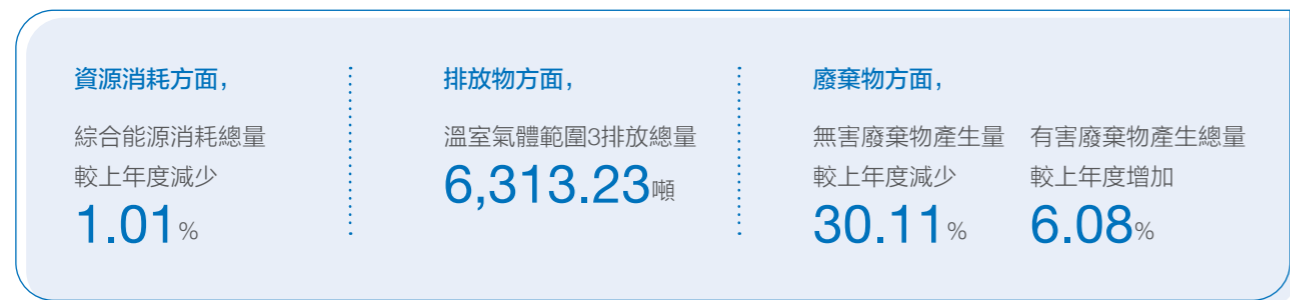 資源消耗方面，
綜合能源消耗總量
較上年度減少
1.01%
排放物方面，
溫室氣體範圍3排放總量
6,313.23噸
廢棄物方面，
無害廢棄物產生量
較上年度減少
30.11%
有害廢棄物產生總量
較上年度增加
6.08%